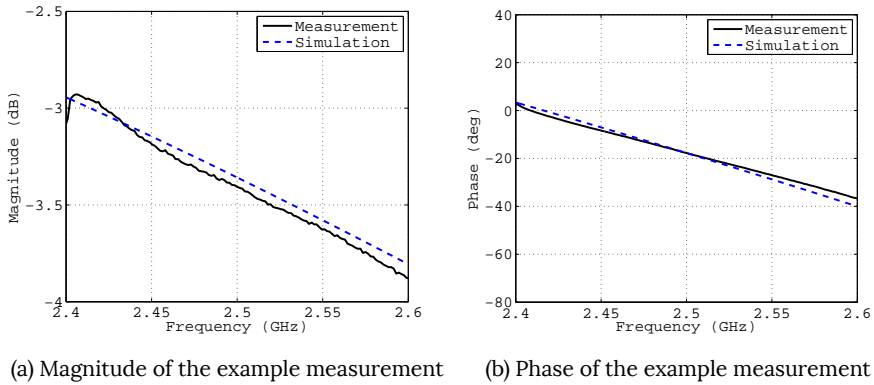 -2.5
-3
-3.5
-4
Magnitude (dB)
2.4
2.45
2.5
2.55
2.6
Frequency (GHz)
Measurement
Simulation
(a) Magnitude of the example measurement
40
20
0
-20
-40
-60
-80
Phase (deg)
2.4
2.45
2.5
2.55
2.6
Frequency (GHz)
Measurement
Simulation
(b) Phase of the example measurement